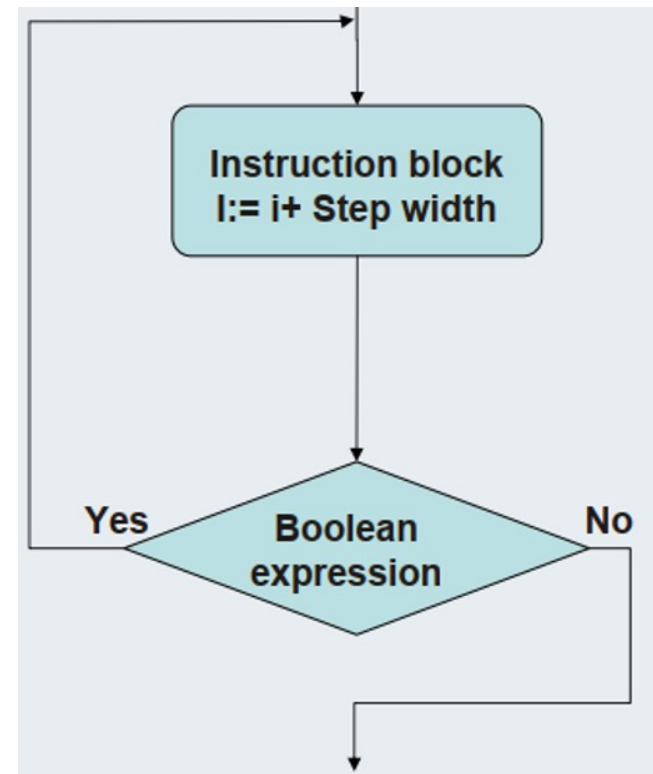 Instruction block
I:= i+ Step width
Yes
Boolean
expression
No